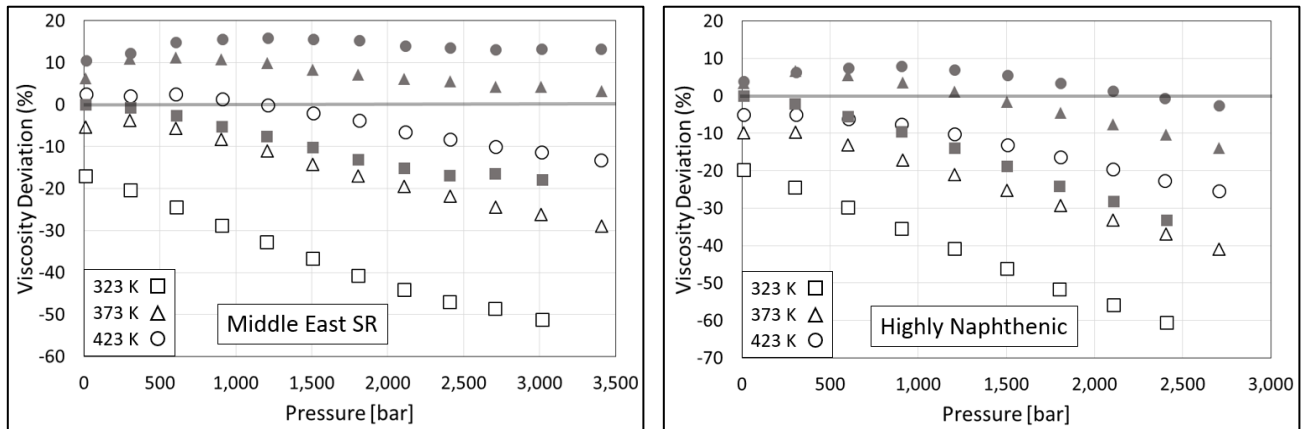 Viscosity Deviation (%)
20
10
0
-10
-20
-30
-40
-50
-60
323 K
373 K
423 K
Middle East SR
0 500 1,000 1,500 2,000 2,500 3,000 3,500
Pressure [bar]
Viscosity Deviation (%)
20
10
0
-10
-20
-30
-40
-50
-60
-70
323 K
373 K
423 K
Highly Naphthenic
0 500 1,000 1,500 2,000 2,500 3,000
Pressure [bar]